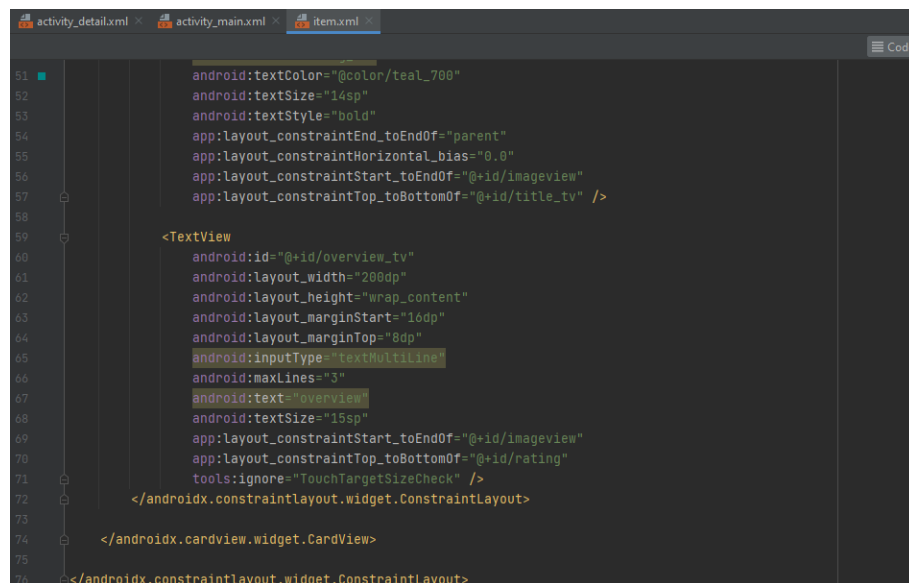 activity_detail.xml × activity_main.xml × item.xml ×
Cod
51 android:textColor="@color/teal_700"
52 android:textSize="14sp"
53 android:textStyle="bold"
54 app:layout_constraintEnd_toEndOf="parent"
55 app:layout_constraintHorizontal_bias="0.0"
56 app:layout_constraintStart_toEndOf="@+id/imageview"
57 app:layout_constraintTop_toBottomOf="@+id/title_tv" />
58
59 <TextView
60 android:id="@+id/overview_tv"
61 android:layout_width="200dp"
62 android:layout_height="wrap_content"
63 android:layout_marginStart="16dp"
64 android:layout_marginTop="8dp"
65 android:inputType="textMultiLine"
66 android:maxLines="3"
67 android:text="overview"
68 android:textSize="15sp"
69 app:layout_constraintStart_toEndOf="@+id/imageview"
70 app:layout_constraintTop_toBottomOf="@+id/rating"
71 tools:ignore="TouchTargetSizeCheck" />
72 </androidx.constraintlayout.widget.ConstraintLayout>
73
74 </androidx.cardview.widget.CardView>
75
76 </androidx.constraintlayout.widget.ConstraintLayout>